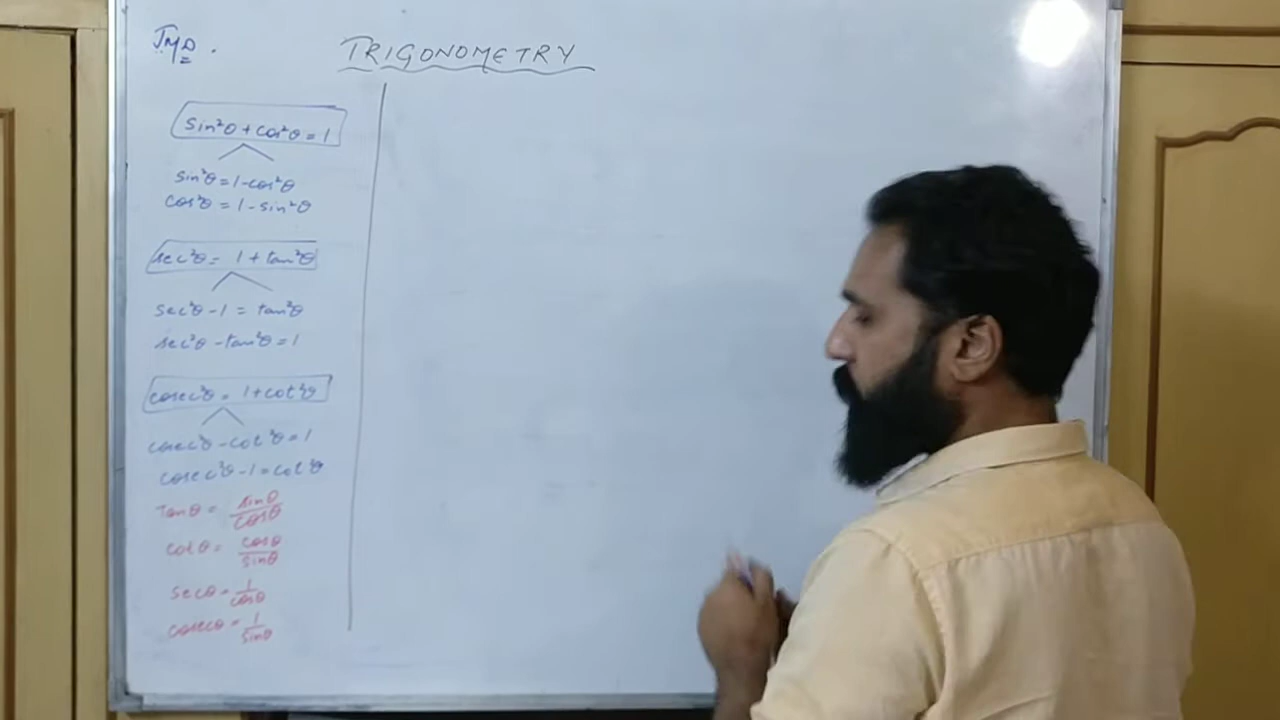 JMD.
TRIGONOMETRY
sin²θ + cos²θ = 1
sin²θ = 1 - cos²θ
cos²θ = 1 - sin²θ
sec²θ = 1 + tan²θ
sec²θ - 1 = tan²θ
sec²θ - tan²θ = 1
cosec²θ = 1 + cot²θ
cosec²θ - cot²θ = 1
cosec²θ - 1 = cot²θ
tanθ = sinθ/cosθ
cotθ = cosθ/sinθ
secθ = 1/cosθ
cosecθ = 1/sinθ